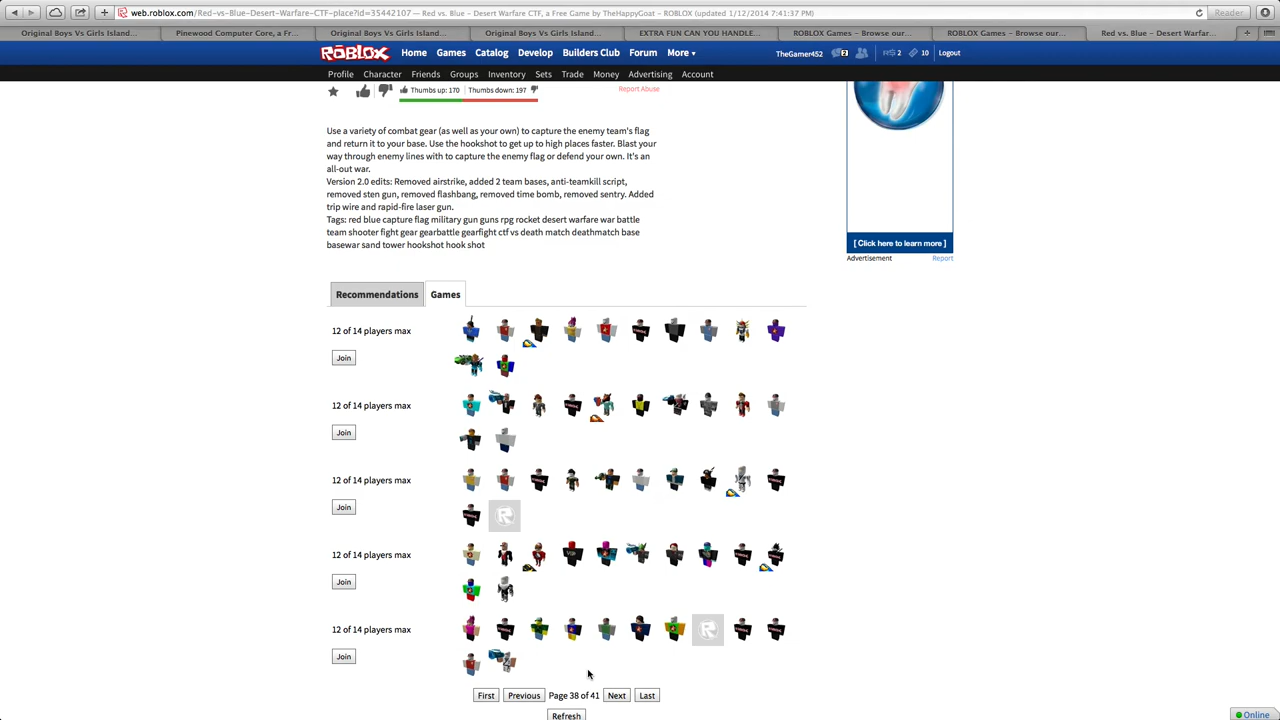 web.roblox.com/Red-vs-Blue-Desert-Warfare-CTF-place?id=35442107 — Red vs. Blue – Desert Warfare CTF, a Free Game by TheHappyGoat – ROBLOX (updated 1/12/2014 7:41:37 PM)
Reader
Original Boys Vs Girls Island... Pinewood Computer Core, a Fr... Original Boys Vs Girls Island... Original Boys Vs Girls Island... EXTRA FUN CAN YOU HANDLE... ROBLOX Games – Browse our... ROBLOX Games – Browse our... Red vs. Blue – Desert Warfar...
ROBLOX Home Games Catalog Develop Builders Club Forum More TheGamer452 2 R$ 2 10 Logout
Profile Character Friends Groups Inventory Sets Trade Money Advertising Account
Thumbs up: 170 Thumbs down: 197 Report Abuse
Use a variety of combat gear (as well as your own) to capture the enemy team's flag
and return it to your base. Use the hookshot to get up to high places faster. Blast your
way through enemy lines with to capture the enemy flag or defend your own. It's an
all-out war.
Version 2.0 edits: Removed airstrike, added 2 team bases, anti-teamkill script,
removed sten gun, removed flashbang, removed time bomb, removed sentry. Added
trip wire and rapid-fire laser gun.
Tags: red blue capture flag military gun guns rpg rocket desert warfare war battle
team shooter fight gear gearbattle gearfight ctf vs death match deathmatch base
basewar sand tower hookshot hook shot
[ Click here to learn more ]
Advertisement Report
Recommendations Games
12 of 14 players max
Join
12 of 14 players max
Join
12 of 14 players max
Join
12 of 14 players max
Join
12 of 14 players max
Join
First Previous Page 38 of 41 Next Last
Refresh
Online